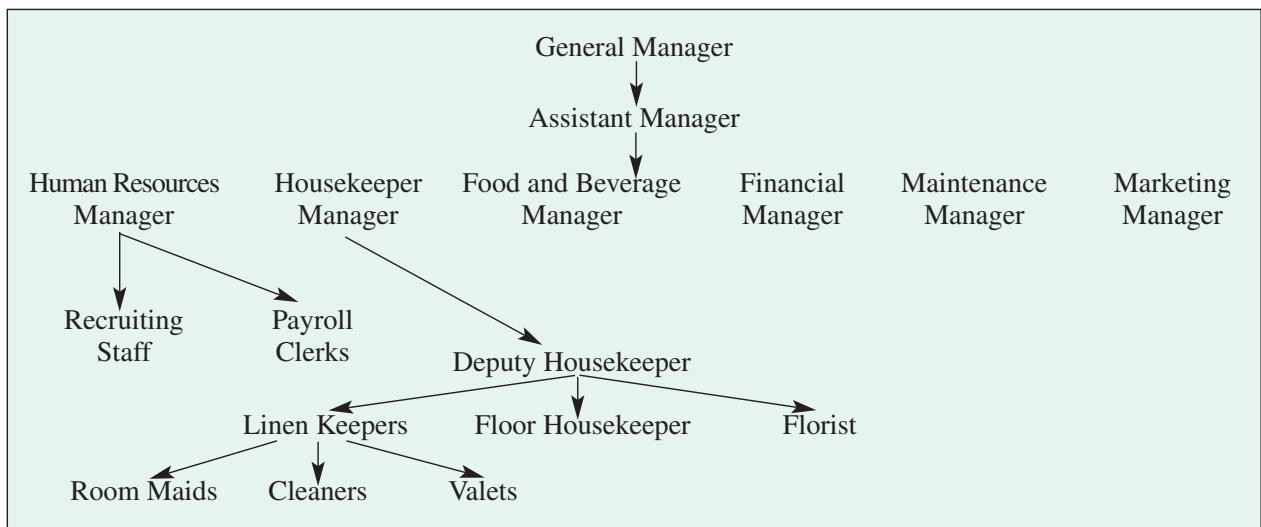 General Manager
Assistant Manager
Human Resources Housekeeper Food and Beverage Financial Maintenance Marketing
Manager Manager Manager Manager Manager Manager
Recruiting Payroll
Staff Clerks
Deputy Housekeeper
Linen Keepers Floor Housekeeper Florist
Room Maids Cleaners Valets